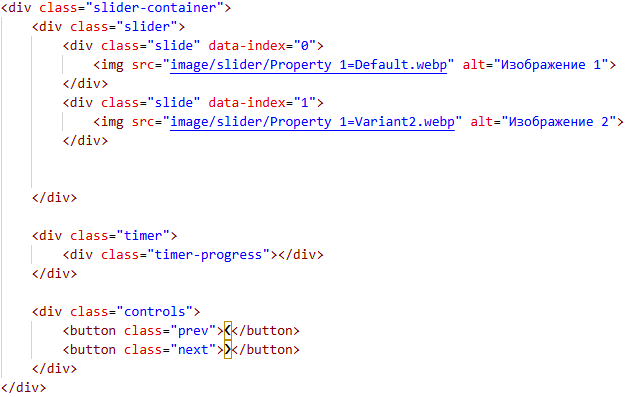 <div class="slider-container">
    <div class="slider">
        <div class="slide" data-index="0">
            <img src="image/slider/Property 1=Default.webp" alt="Изображение 1">
        </div>
        <div class="slide" data-index="1">
            <img src="image/slider/Property 1=Variant2.webp" alt="Изображение 2">
        </div>
    </div>
    <div class="timer">
        <div class="timer-progress"></div>
    </div>
    <div class="controls">
        <button class="prev">❮</button>
        <button class="next">❯</button>
    </div>
</div>